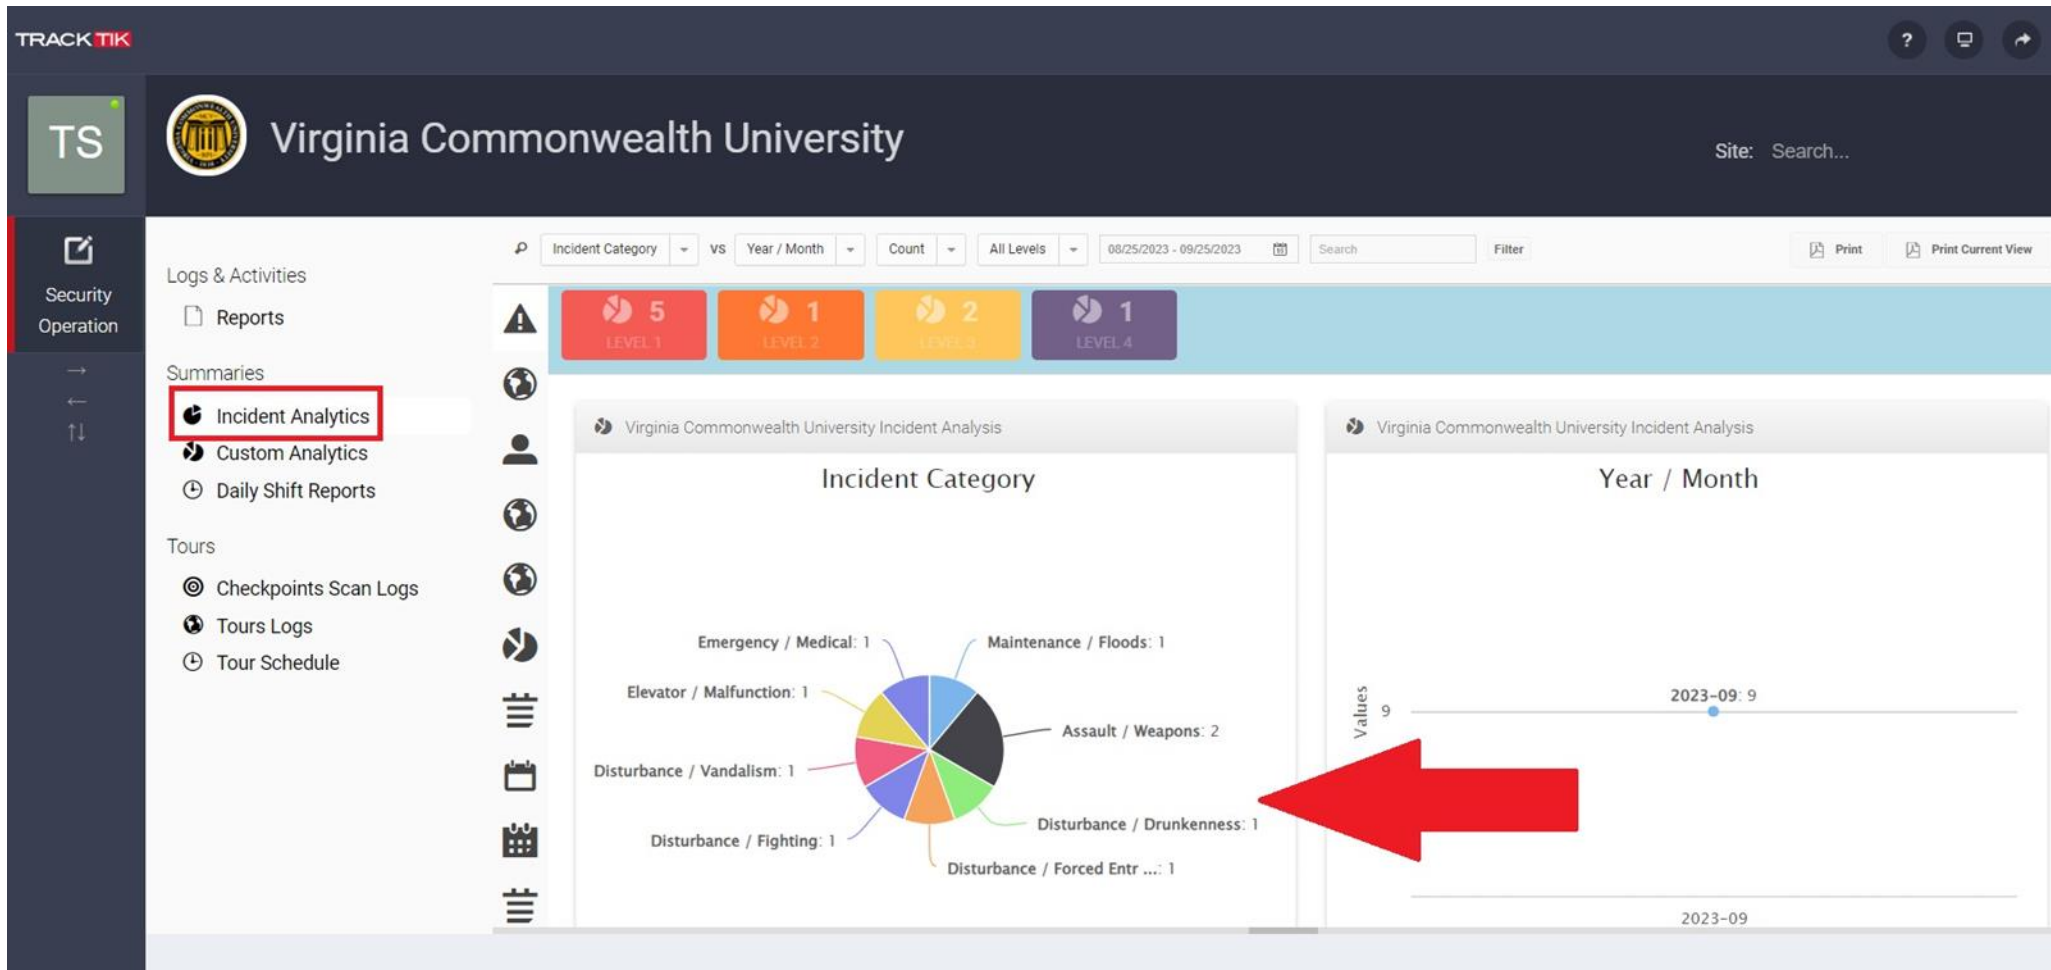 TRACKTIK
?
TS
Virginia Commonwealth University
Site: Search...
Security
Operation
Logs & Activities
Reports
Summaries
Incident Analytics
Custom Analytics
Daily Shift Reports
Tours
Checkpoints Scan Logs
Tours Logs
Tour Schedule
Incident Category VS Year / Month Count All Levels 08/25/2023 - 09/25/2023 Search Filter Print Print Current View
5
LEVEL 1
1
LEVEL 2
2
LEVEL 3
1
LEVEL 4
Virginia Commonwealth University Incident Analysis
Incident Category
Emergency / Medical: 1
Maintenance / Floods: 1
Elevator / Malfunction: 1
Assault / Weapons: 2
Disturbance / Vandalism: 1
Disturbance / Drunkenness: 1
Disturbance / Fighting: 1
Disturbance / Forced Entr ...: 1
Virginia Commonwealth University Incident Analysis
Year / Month
Values
9
2023-09: 9
2023-09